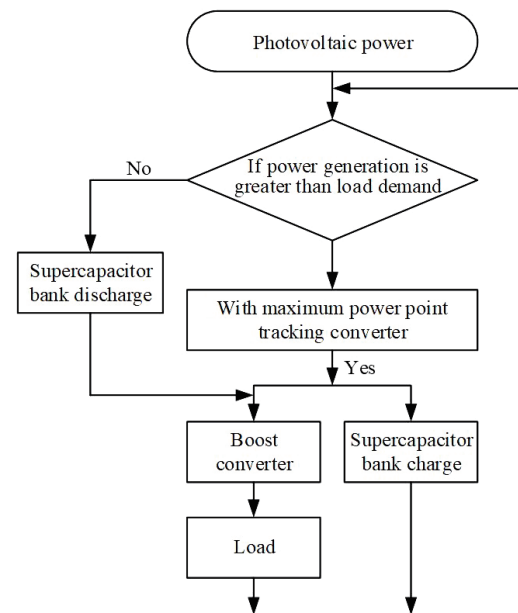 Photovoltaic power
If power generation is
greater than load demand
No
Supercapacitor
bank discharge
With maximum power point
tracking converter
Yes
Boost
converter
Supercapacitor
bank charge
Load